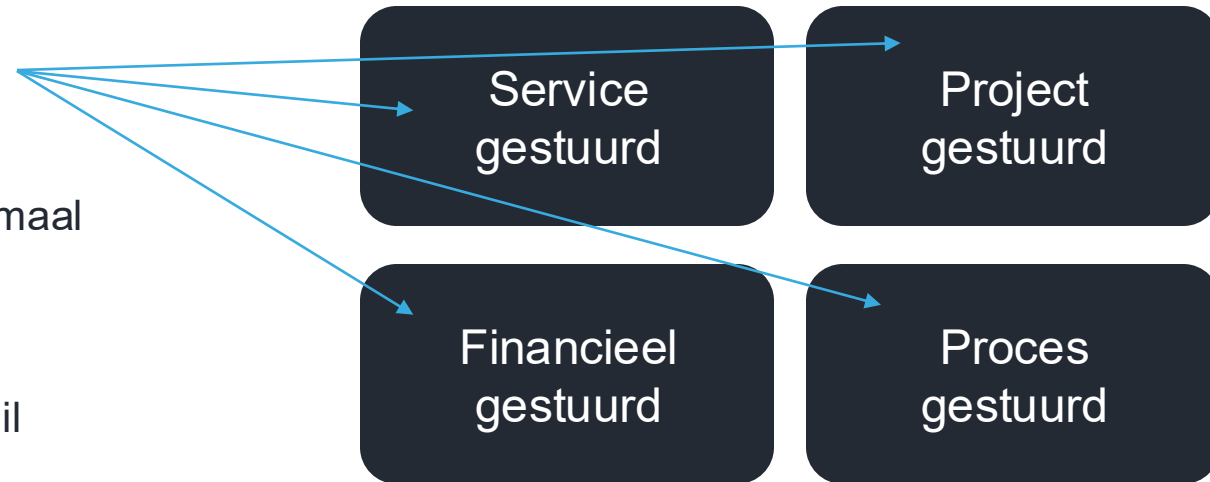 Service
gestuurd
Project
gestuurd
maal
Financieel
gestuurd
Proces
gestuurd
il